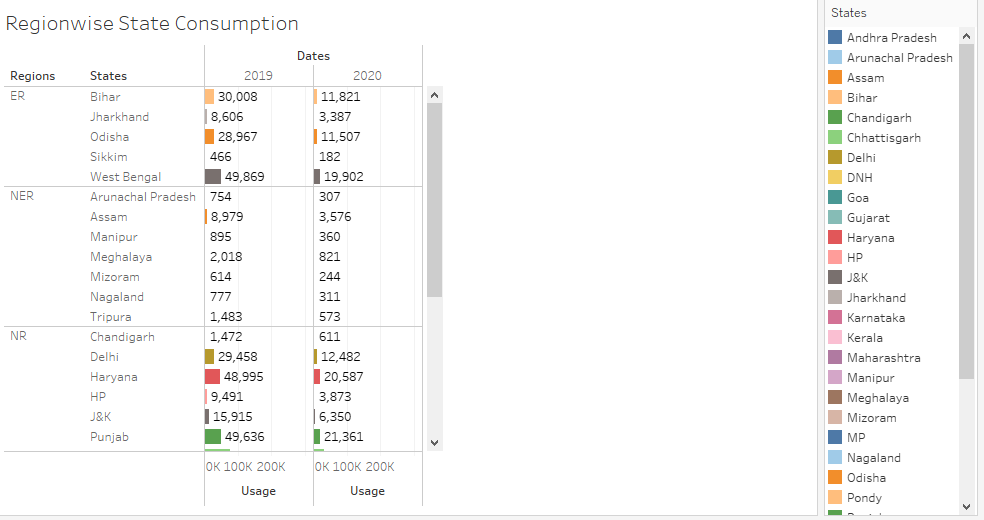 Regionwise State Consumption
Dates
Regions States 2019 2020
ER Bihar 30,008 11,821
Jharkhand 8,606 3,387
Odisha 28,967 11,507
Sikkim 466 182
West Bengal 49,869 19,902
NER Arunachal Pradesh 754 307
Assam 8,979 3,576
Manipur 895 360
Meghalaya 2,018 821
Mizoram 614 244
Nagaland 777 311
Tripura 1,483 573
NR Chandigarh 1,472 611
Delhi 29,458 12,482
Haryana 48,995 20,587
HP 9,491 3,873
J&K 15,915 6,350
Punjab 49,636 21,361
0K 100K 200K 0K 100K 200K
Usage Usage
States
Andhra Pradesh
Arunachal Pradesh
Assam
Bihar
Chandigarh
Chhattisgarh
Delhi
DNH
Goa
Gujarat
Haryana
HP
J&K
Jharkhand
Karnataka
Kerala
Maharashtra
Manipur
Meghalaya
Mizoram
MP
Nagaland
Odisha
Pondy